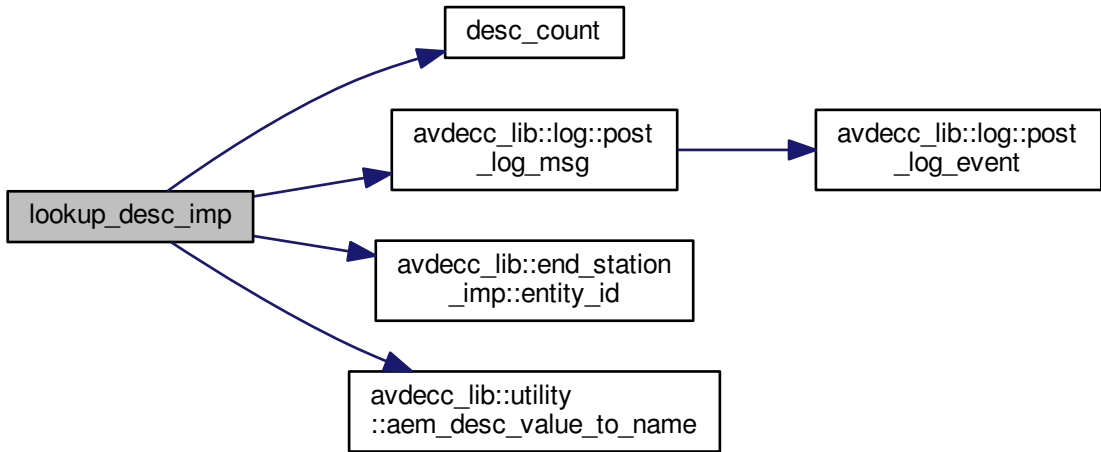 desc_count
avdecc_lib::log::post
_log_msg
avdecc_lib::log::post
_log_event
lookup_desc_imp
avdecc_lib::end_station
_imp::entity_id
avdecc_lib::utility
::aem_desc_value_to_name